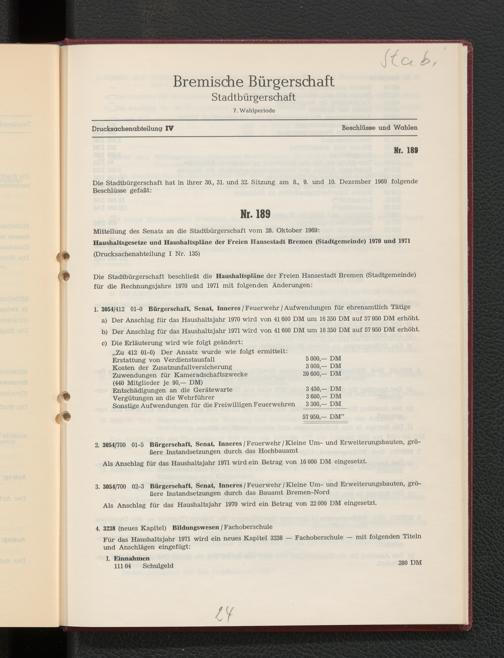 Stab.
Bremische Bürgerschaft
Stadtbürgerschaft
7. Wahlperiode
Drucksachenabteilung IV Beschlüsse und Wahlen
Nr. 189
Die Stadtbürgerschaft hat in ihrer 30., 31. und 32. Sitzung am 8., 9. und 10. Dezember 1969 folgende
Beschlüsse gefaßt:
Nr. 189
Mitteilung des Senats an die Stadtbürgerschaft vom 28. Oktober 1969:
Haushaltsgesetze und Haushaltspläne der Freien Hansestadt Bremen (Stadtgemeinde) 1970 und 1971
(Drucksachenabteilung I Nr. 135)
Die Stadtbürgerschaft beschließt die Haushaltspläne der Freien Hansestadt Bremen (Stadtgemeinde)
für die Rechnungsjahre 1970 und 1971 mit folgenden Änderungen:
1. 3054/412 01-0 Bürgerschaft, Senat, Inneres/Feuerwehr/Aufwendungen für ehrenamtlich Tätige
a) Der Anschlag für das Haushaltsjahr 1970 wird von 41 600 DM um 16 350 auf 57 950 DM erhöht.
b) Der Anschlag für das Haushaltsjahr 1971 wird von 41 600 DM um 16 350 auf 57 950 DM erhöht.
c) Die Erläuterung wird wie folgt geändert:
„Zu 412 01-0) Der Ansatz wurde wie folgt ermittelt:
Erstattung von Verdienstausfall 5 000,— DM
Kosten der Zusatzunfallversicherung 3 000,— DM
Zuwendungen für Kameradschaftszwecke 39 600,— DM
(440 Mitglieder je 90,— DM)
Entschädigungen an die Gerätewarte 3 450,— DM
Vergütungen an die Wehrführer 3 600,— DM
Sonstige Aufwendungen für die Freiwilligen Feuerwehren 3 300,— DM
57 950,— DM"
2. 3054/700 01-5 Bürgerschaft, Senat, Inneres/Feuerwehr/Kleine Um- und Erweiterungsbauten, grö-
ßere Instandsetzungen durch das Hochbauamt
Als Anschlag für das Haushaltsjahr 1971 wird ein Betrag von 16 000 DM eingesetzt.
3. 3054/700 02-3 Bürgerschaft, Senat, Inneres/Feuerwehr/Kleine Um- und Erweiterungsbauten, grö-
ßere Instandsetzungen durch das Bauamt Bremen-Nord
Als Anschlag für das Haushaltsjahr 1970 wird ein Betrag von 22 000 DM eingesetzt.
4. 3238 (neues Kapitel) Bildungswesen/Fachoberschule
Für das Haushaltsjahr 1971 wird ein neues Kapitel 3238 — Fachoberschule — mit folgenden Titeln
und Anschlägen eingefügt:
I. Einnahmen
111 04 Schulgeld 380 DM
24